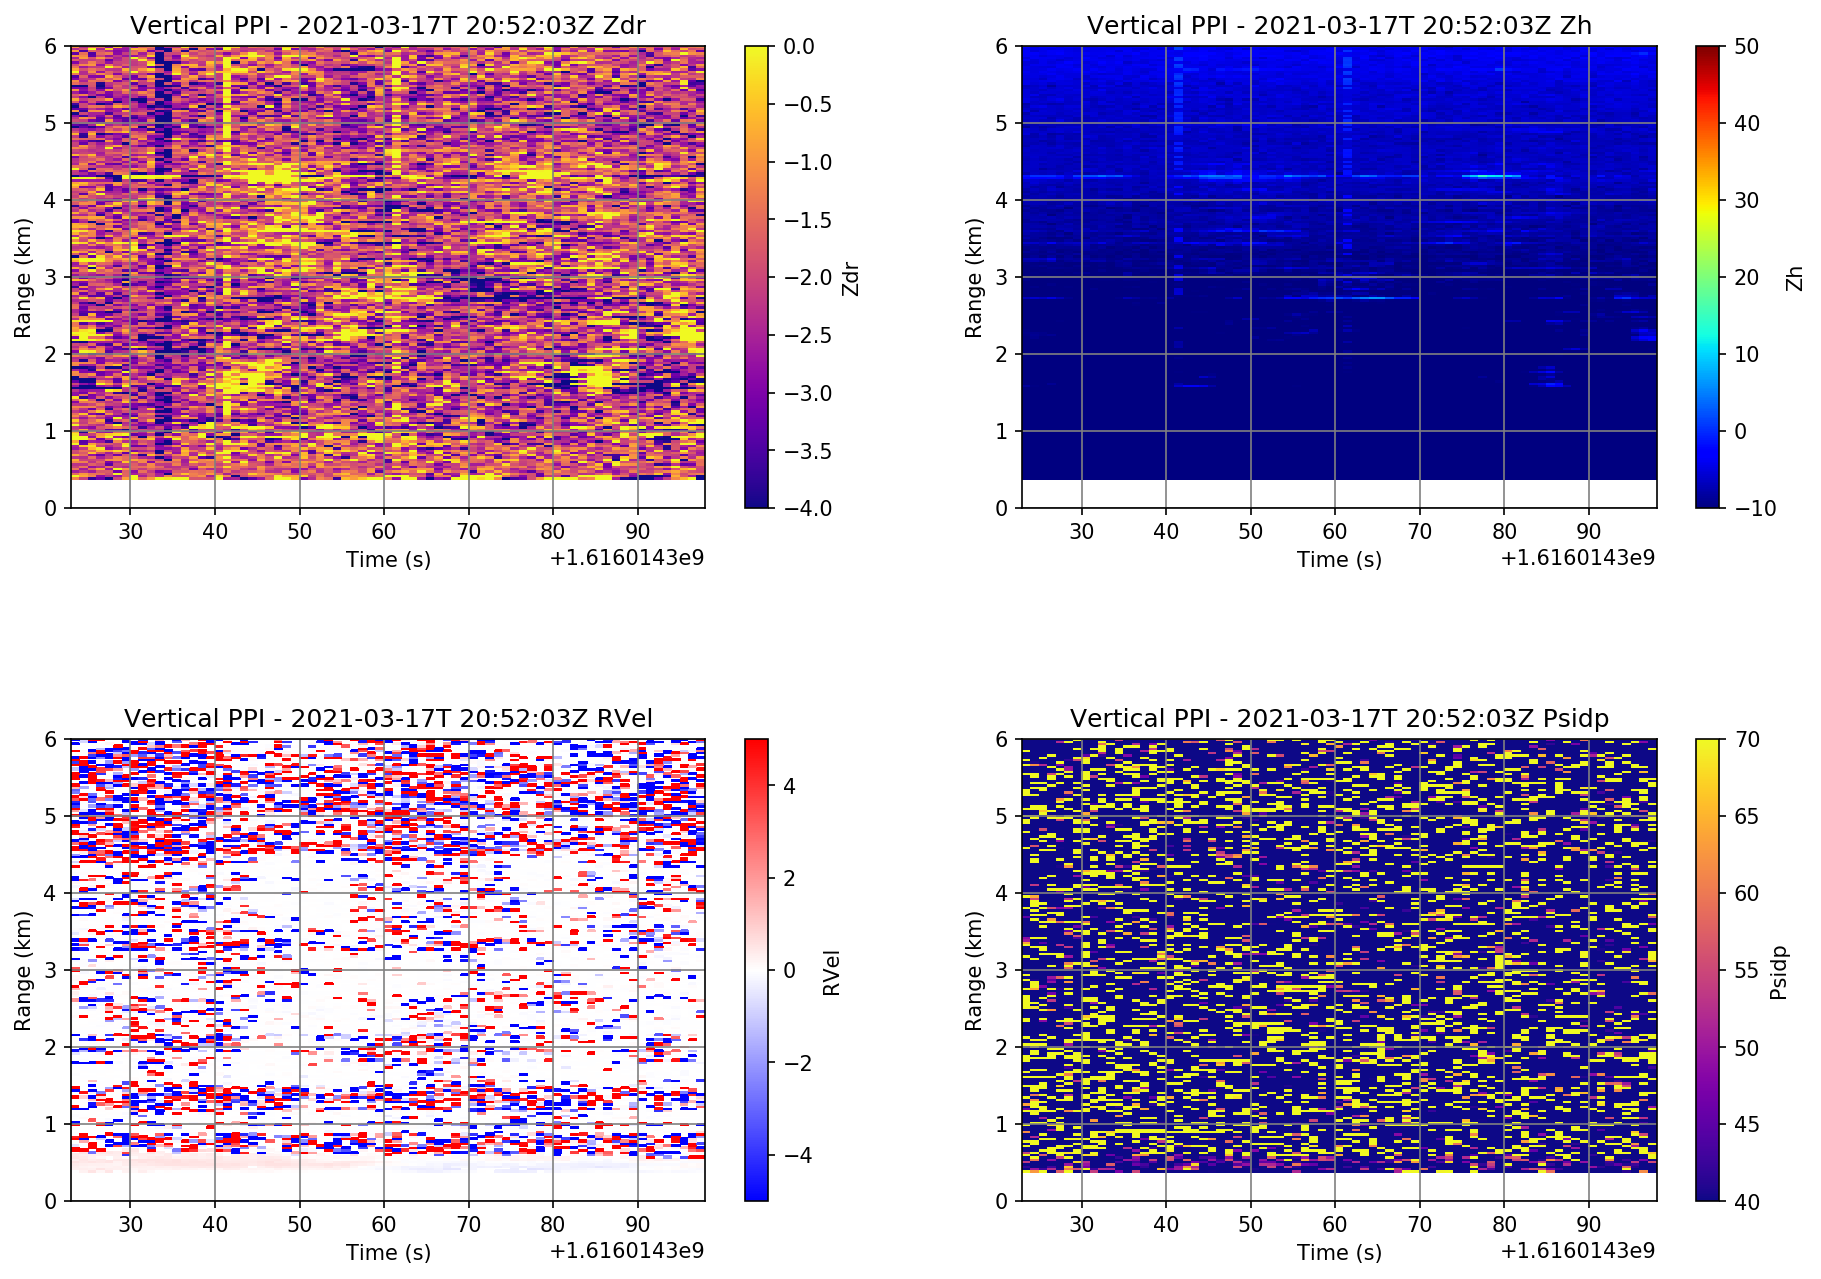 Vertical PPI - 2021-03-17T 20:52:03Z Zdr
6
5
4
3
2
1
0
Range (km)
30 40 50 60 70 80 90
Time (s)
+1.6160143e9
0.0
−0.5
−1.0
−1.5
−2.0
−2.5
−3.0
−3.5
−4.0
Zdr
Vertical PPI - 2021-03-17T 20:52:03Z Zh
6
5
4
3
2
1
0
Range (km)
30 40 50 60 70 80 90
Time (s)
+1.6160143e9
50
40
30
20
10
0
−10
Zh
Vertical PPI - 2021-03-17T 20:52:03Z RVel
6
5
4
3
2
1
0
Range (km)
30 40 50 60 70 80 90
Time (s)
+1.6160143e9
4
2
0
−2
−4
RVel
Vertical PPI - 2021-03-17T 20:52:03Z Psidp
6
5
4
3
2
1
0
Range (km)
30 40 50 60 70 80 90
Time (s)
+1.6160143e9
70
65
60
55
50
45
40
Psidp